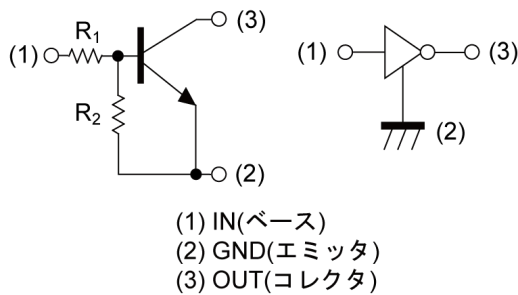 (1)
R₁
R₂
(3)
(2)
(1)
(3)
(2)
(1) IN(ベース)
(2) GND(エミッタ)
(3) OUT(コレクタ)